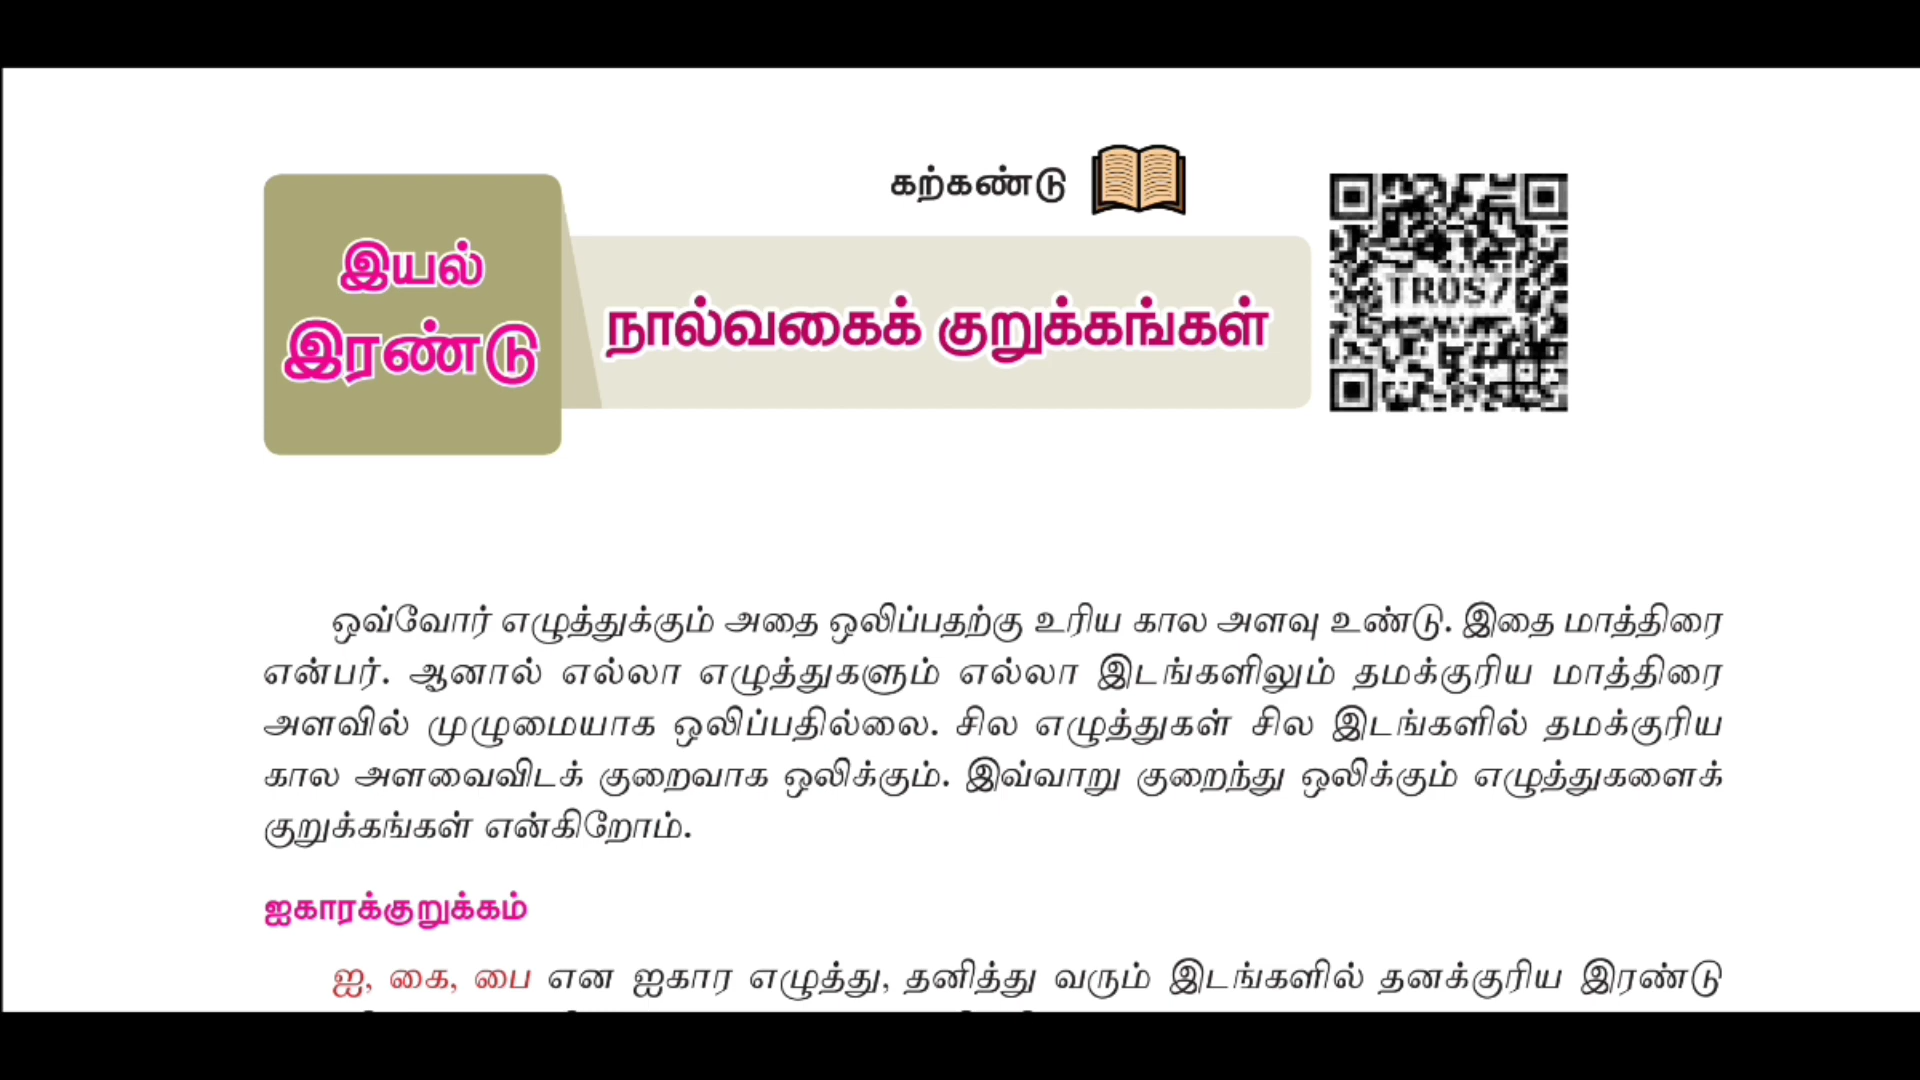 கற்கண்டு
இயல்
இரண்டு
நால்வகைக் குறுக்கங்கள்
TR0S7
ஒவ்வோர் எழுத்துக்கும் அதை ஒலிப்பதற்கு உரிய கால அளவு உண்டு. இதை மாத்திரை
என்பர். ஆனால் எல்லா எழுத்துகளும் எல்லா இடங்களிலும் தமக்குரிய மாத்திரை
அளவில் முழுமையாக ஒலிப்பதில்லை. சில எழுத்துகள் சில இடங்களில் தமக்குரிய
கால அளவைவிடக் குறைவாக ஒலிக்கும். இவ்வாறு குறைந்து ஒலிக்கும் எழுத்துகளைக்
குறுக்கங்கள் என்கிறோம்.
ஐகாரக்குறுக்கம்
ஐ, கை, பை என ஐகார எழுத்து, தனித்து வரும் இடங்களில் தனக்குரிய இரண்டு